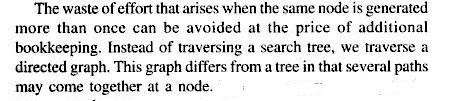 The waste of effort that arises when the same node is generated
more than once can be avoided at the price of additional
bookkeeping. Instead of traversing a search tree, we traverse a
directed graph. This graph differs from a tree in that several paths
may come together at a node.